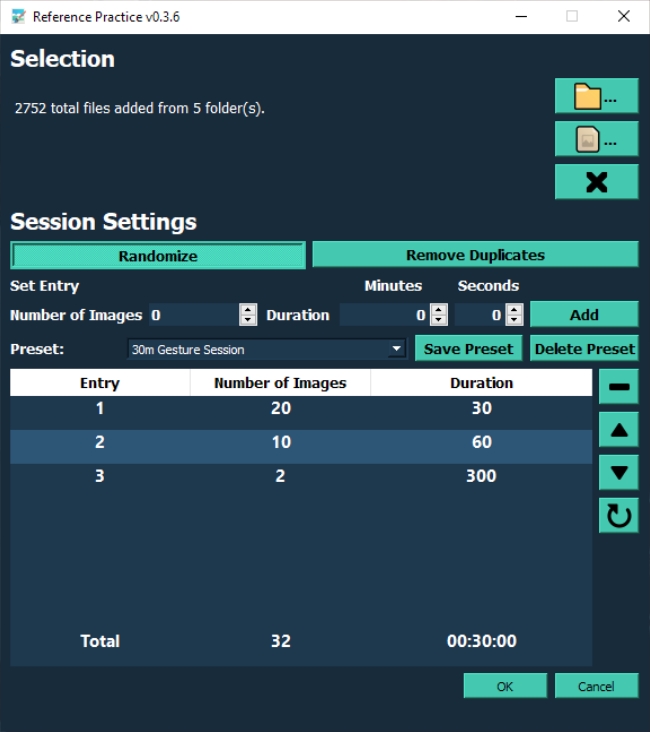 Reference Practice v0.3.6
Selection
2752 total files added from 5 folder(s).
...
...
Session Settings
Randomize Remove Duplicates
Set Entry Minutes Seconds
Number of Images 0 Duration 0 0 Add
Preset: 30m Gesture Session Save Preset Delete Preset
Entry Number of Images Duration
1 20 30
2 10 60
3 2 300
Total 32 00:30:00
OK Cancel